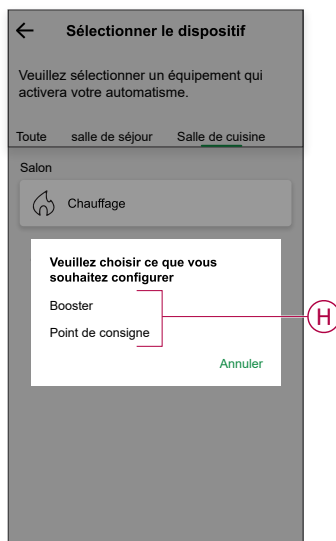 Sélectionner le dispositif
Veuillez sélectionner un équipement qui
activera votre automatisme.
Toute salle de séjour Salle de cuisine
Salon
Chauffage
Veuillez choisir ce que vous
souhaitez configurer
Booster
Point de consigne
H
Annuler